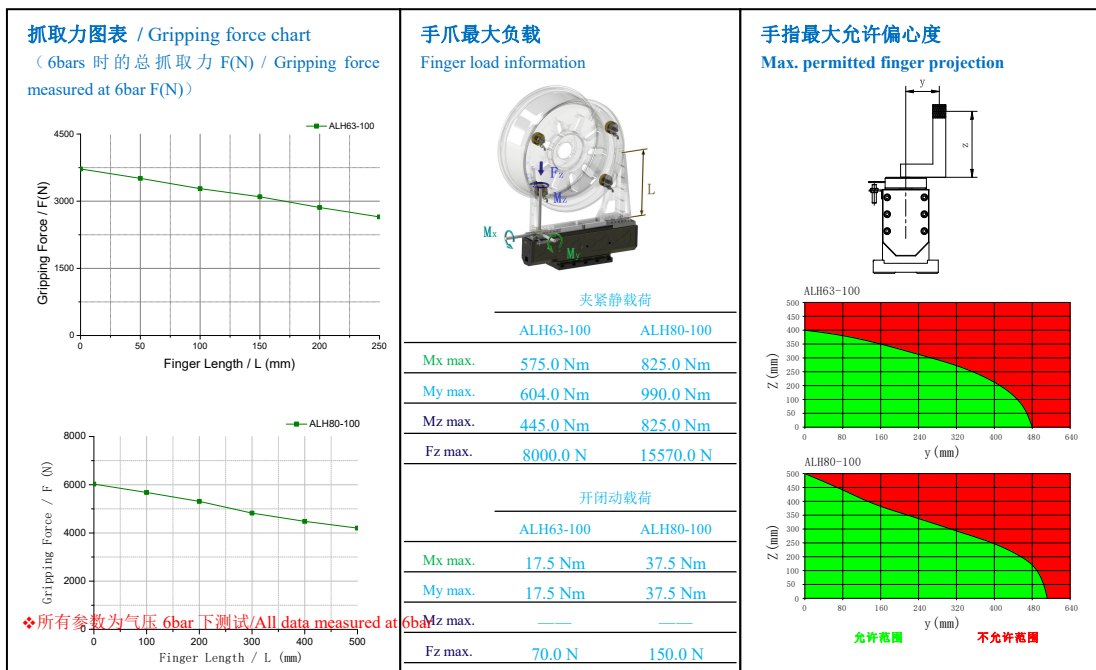 抓取力图表 / Gripping force chart
（6bars 时的总抓取力 F(N) / Gripping force
measured at 6bar F(N)）
ALH63-100
4500
3000
1500
0
Gripping Force / F(N)
0 50 100 150 200 250
Finger Length / L (mm)
ALH80-100
8000
6000
4000
2000
0
Gripping Force / F (N)
0 100 200 300 400 500
Finger Length / L (mm)
❖所有参数为气压 6bar 下测试/All data measured at 6bar
手爪最大负载
Finger load information
Fz
Mz
L
Mx
My
夹紧静载荷
ALH63-100 ALH80-100
Mx max. 575.0 Nm 825.0 Nm
My max. 604.0 Nm 990.0 Nm
Mz max. 445.0 Nm 825.0 Nm
Fz max. 8000.0 N 15570.0 N
开闭动载荷
ALH63-100 ALH80-100
Mx max. 17.5 Nm 37.5 Nm
My max. 17.5 Nm 37.5 Nm
Mz max. —— ——
Fz max. 70.0 N 150.0 N
手指最大允许偏心度
Max. permitted finger projection
y
z
ALH63-100
500
450
400
350
300
250
200
100
50
0
Z(mm)
0 80 160 240 320 400 480 640
y(mm)
ALH80-100
500
450
400
350
300
250
200
100
50
0
Z(mm)
0 80 160 240 320 400 480 640
y(mm)
允许范围 不允许范围